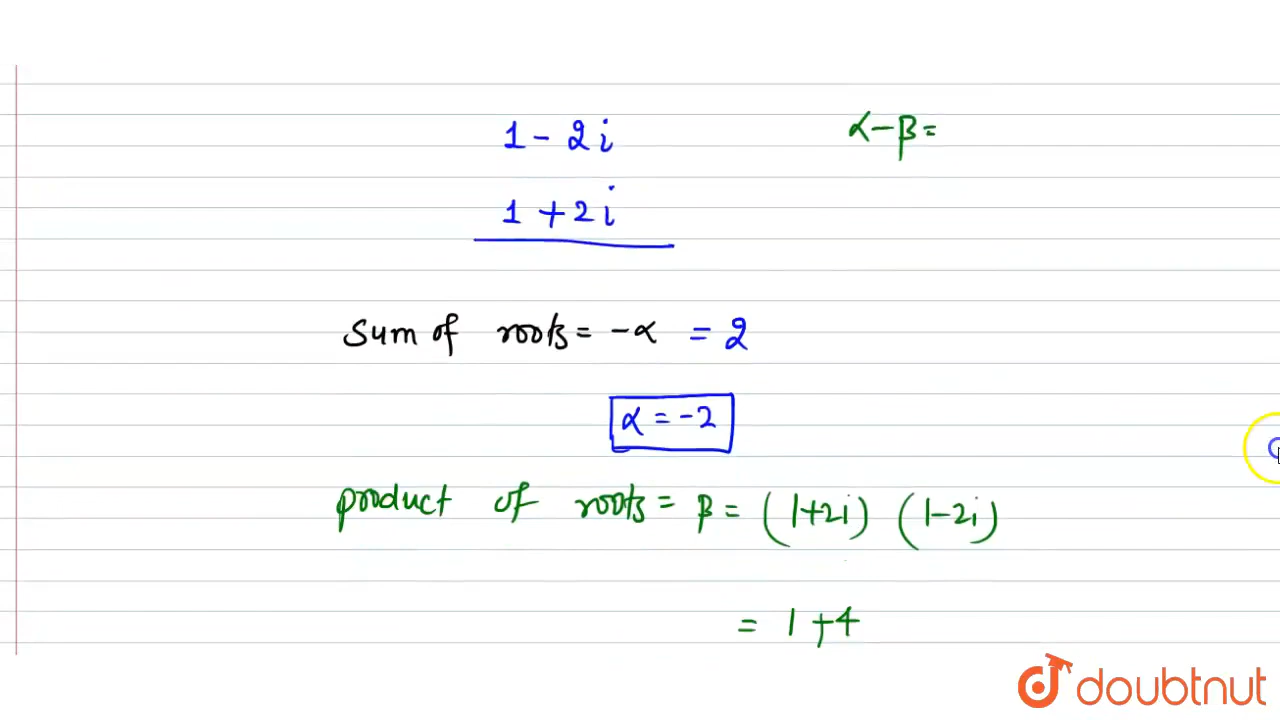 1 - 2i
α-β=
1 + 2i
Sum of roots = -α = 2
α = -2
product of roots = β = (1+2i) (1-2i)
= 1 + 4
doubtnut